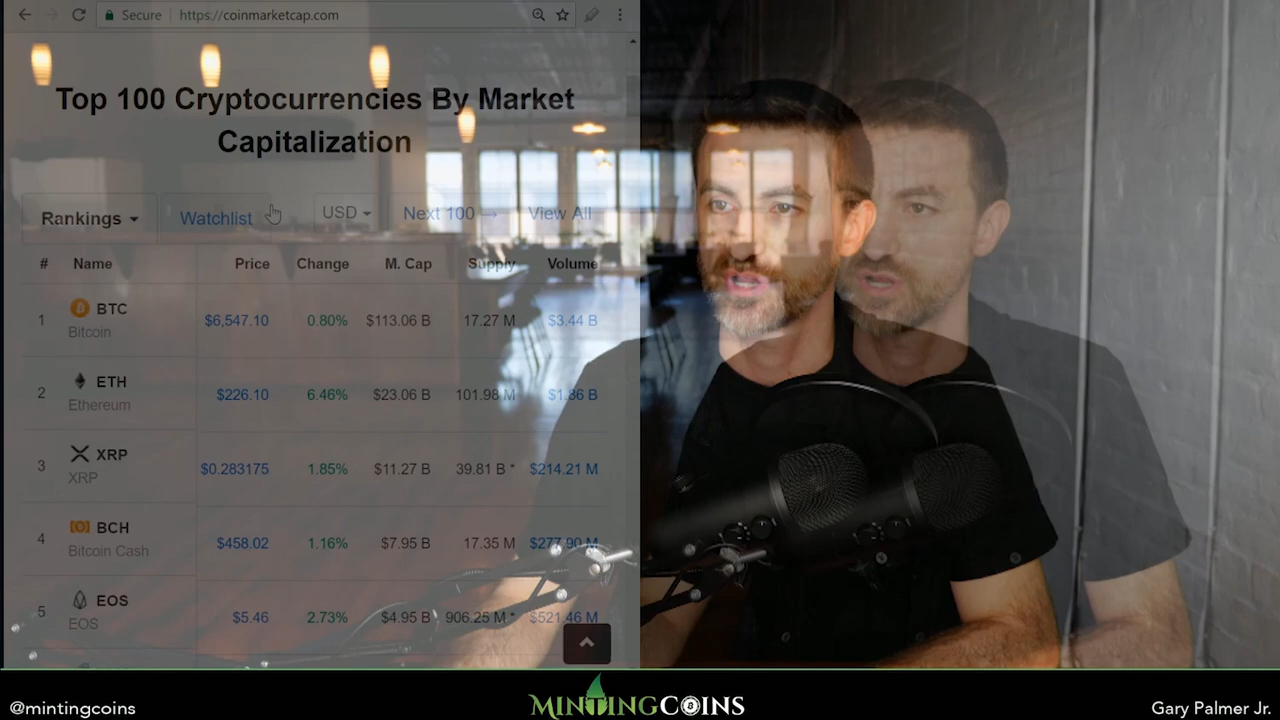 Secure https://coinmarketcap.com
Top 100 Cryptocurrencies By Market
Capitalization
Rankings Watchlist USD Next 100 → View All
# Name Price Change M. Cap Supply Volume
1 BTC Bitcoin $6,547.10 0.80% $113.06 B 17.27 M $3.44 B
2 ETH Ethereum $226.10 6.46% $23.06 B 101.98 M $1.86 B
3 XRP XRP $0.283175 1.85% $11.27 B 39.81 B * $214.21 M
4 BCH Bitcoin Cash $458.02 1.16% $7.95 B 17.35 M $277.90 M
5 EOS EOS $5.46 2.73% $4.95 B 906.25 M * $521.46 M
@mintingcoins MINTINGCOINS Gary Palmer Jr.